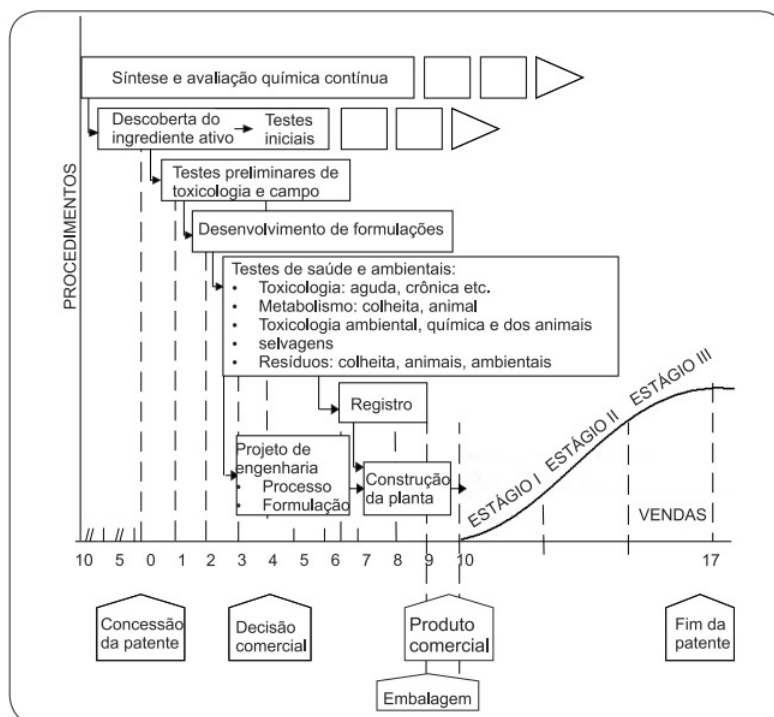 PROCEDIMENTOS
Síntese e avaliação química contínua
Descoberta do
ingrediente ativo
Testes
iniciais
Testes preliminares de
toxicologia e campo
Desenvolvimento de formulações
Testes de saúde e ambientais:
• Toxicologia: aguda, crônica etc.
• Metabolismo: colheita, animal
• Toxicologia ambiental, química e dos animais
• selvagens
• Resíduos: colheita, animais, ambientais
Registro
Projeto de
engenharia
• Processo
• Formulação
Construção
da planta
ESTÁGIO I
ESTÁGIO II
ESTÁGIO III
VENDAS
10 5 0 1 2 3 4 5 6 7 8 9 10 17
Concessão
da patente
Decisão
comercial
Produto
comercial
Fim da
patente
Embalagem